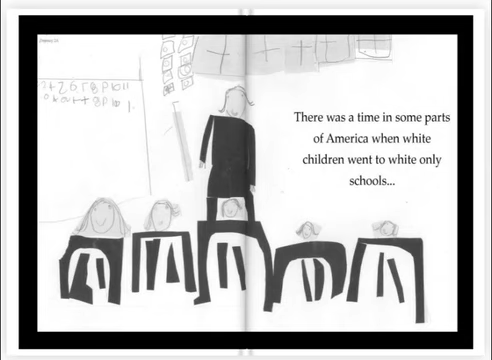 There was a time in some parts
of America when white
children went to white only
schools...